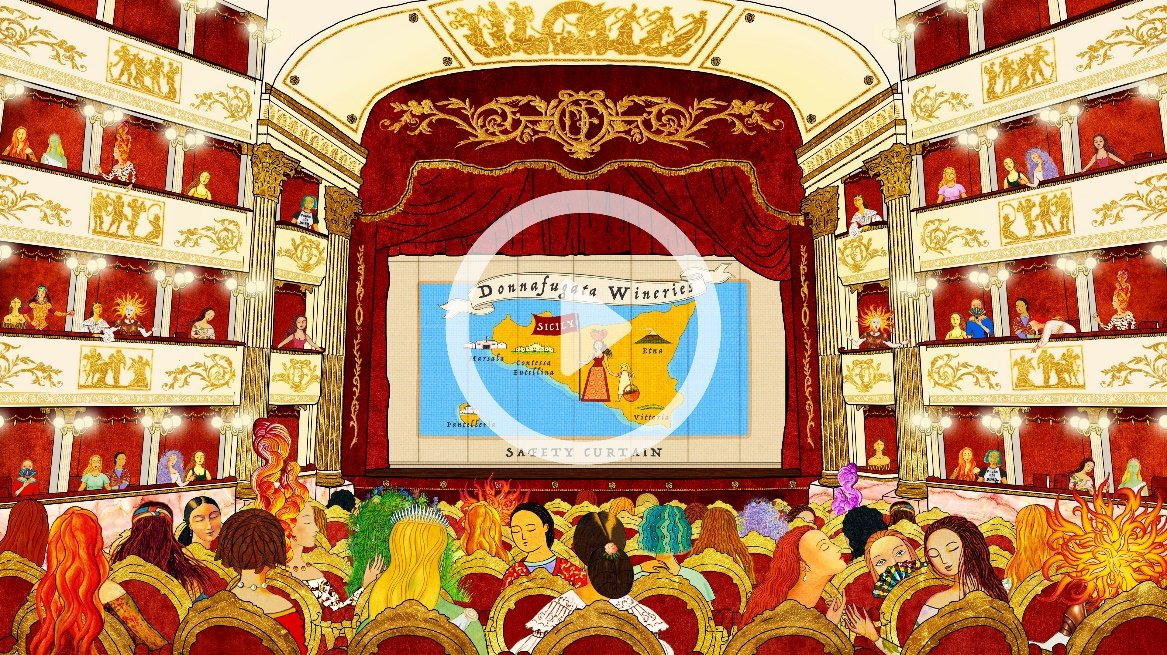 Donnafugata Wineries
SICILY
Marsala
Contessa
Entellina
Etna
Vittoria
Pantelleria
SAFETY CURTAIN